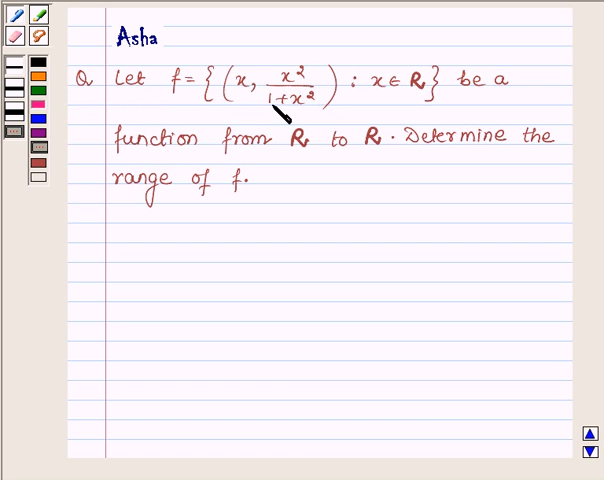 Asha
Q Let f = { ( x, x²/1+x² ) : x ∈ R } be a
function from R to R. Determine the
range of f.